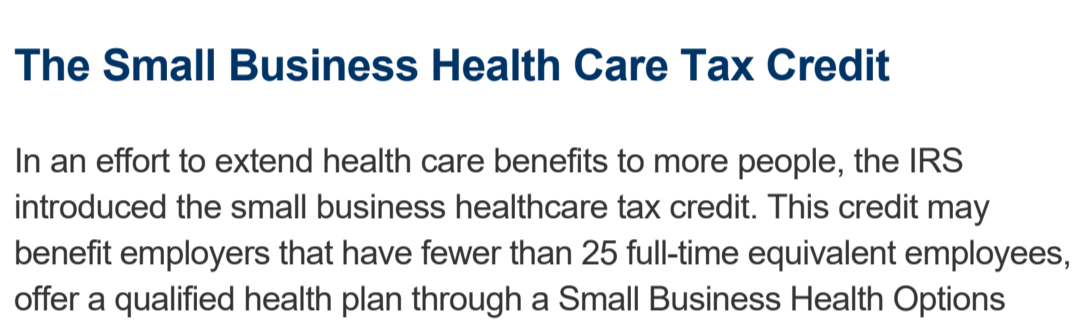 The Small Business Health Care Tax Credit
In an effort to extend health care benefits to more people, the IRS
introduced the small business healthcare tax credit. This credit may
benefit employers that have fewer than 25 full-time equivalent employees,
offer a qualified health plan through a Small Business Health Options